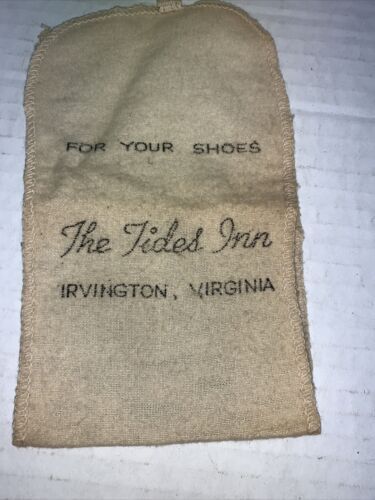 FOR YOUR SHOES
The Tides Inn
IRVINGTON, VIRGINIA